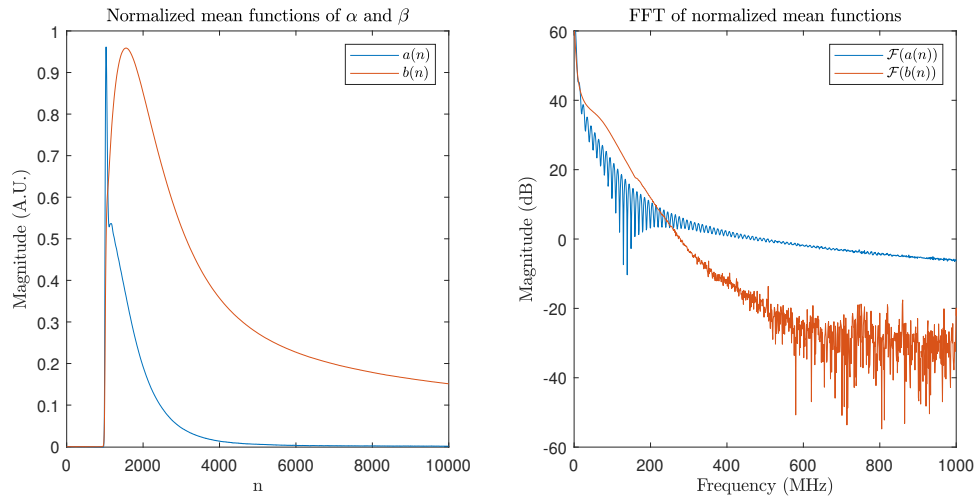 Normalized mean functions of α and β
1
0.9
0.8
0.7
0.6
0.5
0.4
0.3
0.2
0.1
0
Magnitude (A.U.)
a(n)
b(n)
0 2000 4000 6000 8000 10000
n
FFT of normalized mean functions
60
40
20
0
-20
-40
-60
Magnitude (dB)
ℱ(a(n))
ℱ(b(n))
0 200 400 600 800 1000
Frequency (MHz)